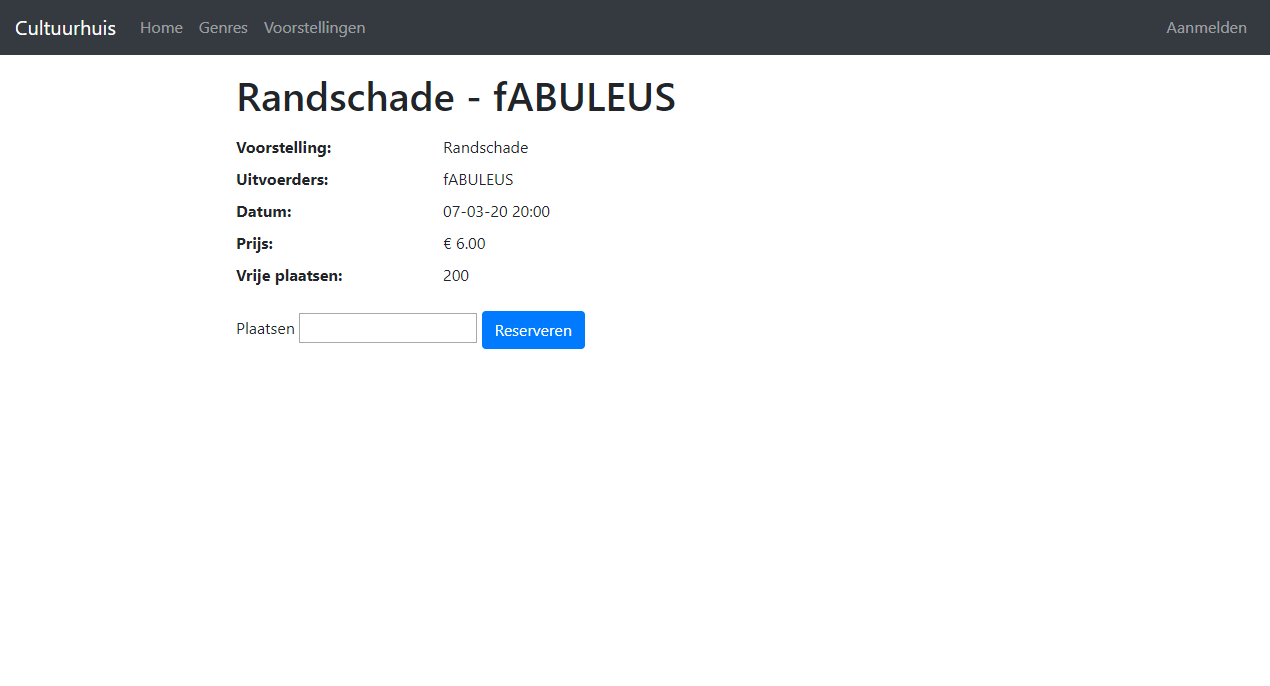 Cultuurhuis Home Genres Voorstellingen Aanmelden
Randschade - fABULEUS
Voorstelling: Randschade
Uitvoerders: fABULEUS
Datum: 07-03-20 20:00
Prijs: € 6.00
Vrije plaatsen: 200
Plaatsen Reserveren